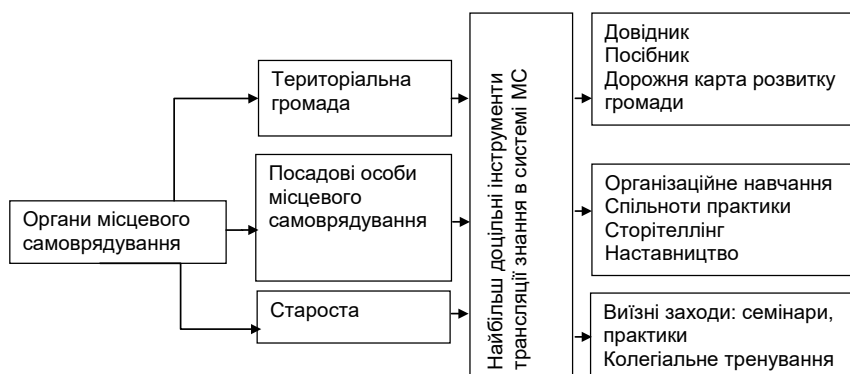 Органи місцевого
самоврядування
Територіальна
громада
Посадові особи
місцевого
самоврядування
Староста
Найбільш доцільні інструменти
трансляції знання в системі МС
Довідник
Посібник
Дорожня карта розвитку
громади
Організаційне навчання
Спільноти практики
Сторітеллінг
Наставництво
Виїзні заходи: семінари,
практики
Колегіальне тренування